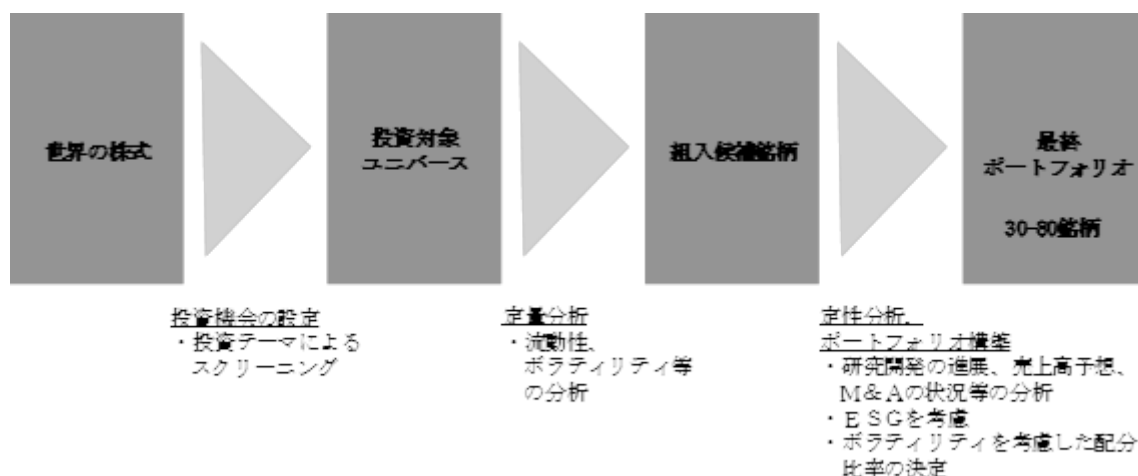 世界の株式
投資対象
ユニバース
組入候補銘柄
最終
ポートフォリオ
30-80銘柄
投資機会の設定
・投資テーマによる
スクリーニング
定量分析
・流動性、
ボラティリティ等
の分析
定性分析、
ポートフォリオ構築
・研究開発の進展、売上高予想、
M&Aの状況等の分析
・ESGを考慮
・ボラティリティを考慮した配分
比率の決定